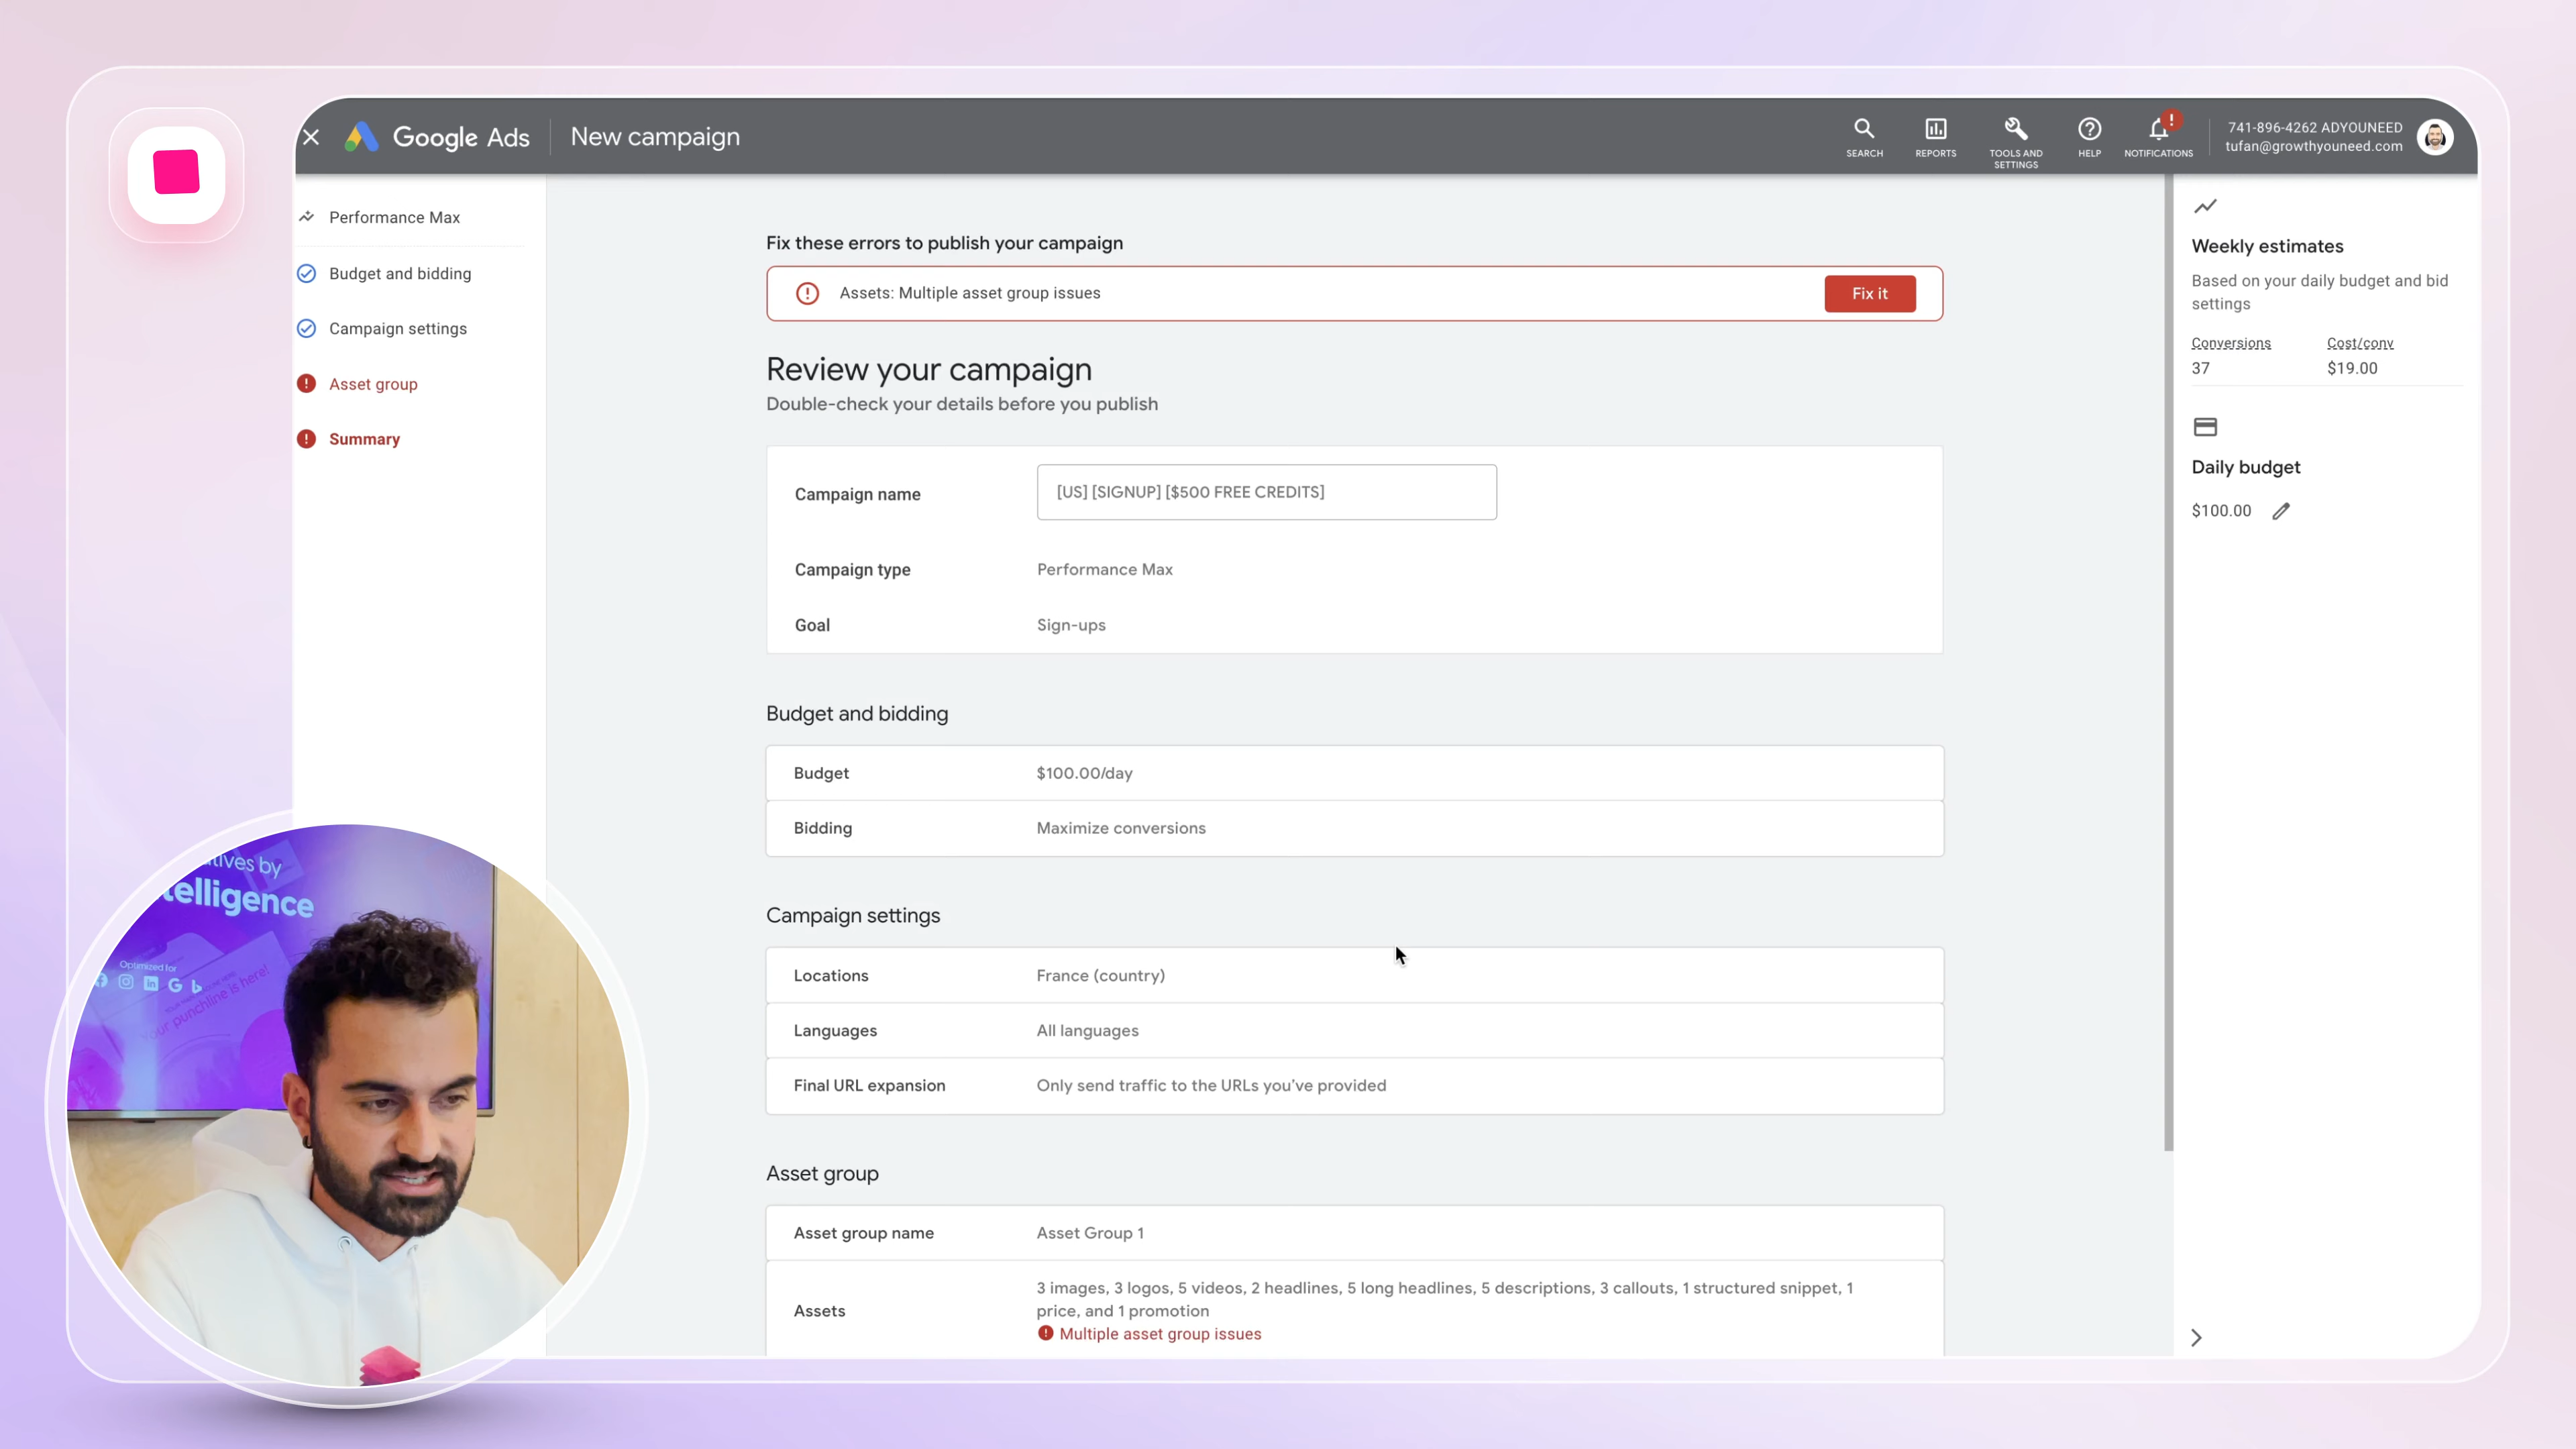 Google Ads
New campaign
SEARCH
REPORTS
TOOLS AND
SETTINGS
HELP
!
NOTIFICATIONS
741-896-4262 ADYOUNEED
tufan@growthyouneed.com
Performance Max
Budget and bidding
Campaign settings
! Asset group
! Summary
Fix these errors to publish your campaign
! Assets: Multiple asset group issues
Fix it
Review your campaign
Double-check your details before you publish
Campaign name
[US] [SIGNUP] [$500 FREE CREDITS]
Campaign type
Performance Max
Goal
Sign-ups
Budget and bidding
Budget
$100.00/day
Bidding
Maximize conversions
Campaign settings
Locations
France (country)
Languages
All languages
Final URL expansion
Only send traffic to the URLs you've provided
Asset group
Asset group name
Asset Group 1
Assets
3 images, 3 logos, 5 videos, 2 headlines, 5 long headlines, 5 descriptions, 3 callouts, 1 structured snippet, 1
price, and 1 promotion
! Multiple asset group issues
Weekly estimates
Based on your daily budget and bid
settings
Conversions
Cost/conv
37
$19.00
Daily budget
$100.00
tives by
telligence
Optimized for
punchline is here!